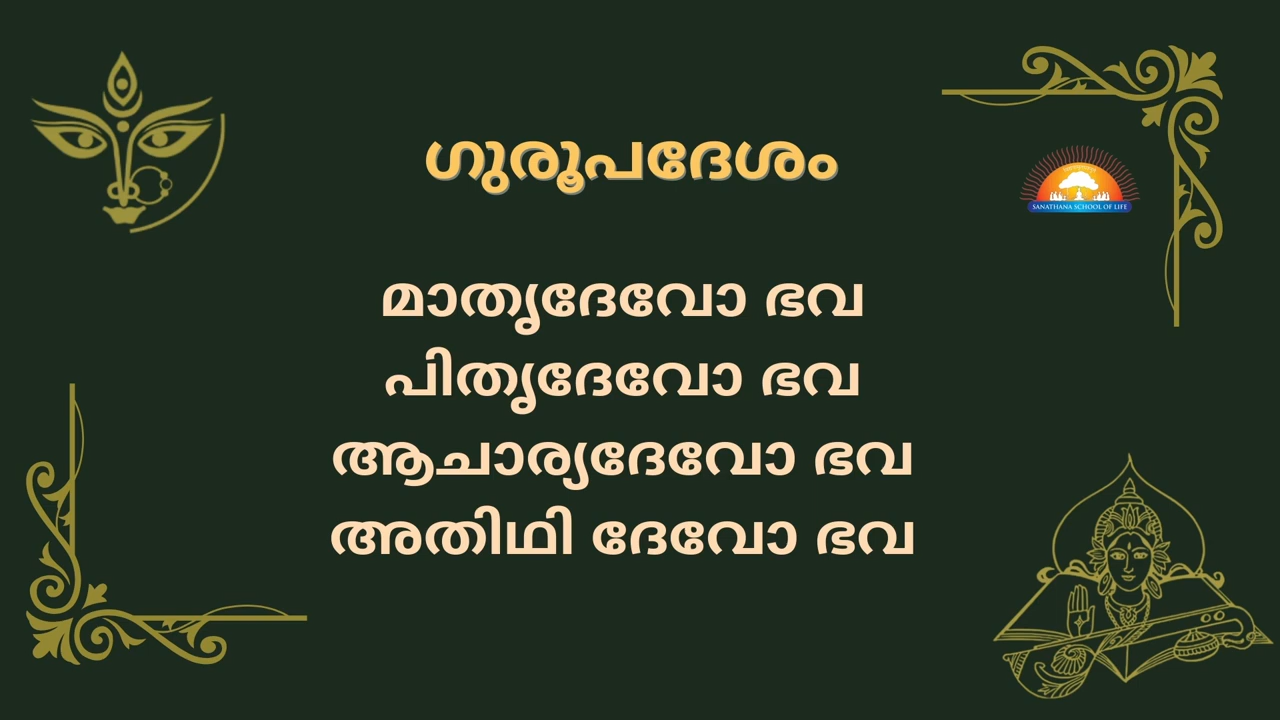 ഗുരൂപദേശം
SANATHANA SCHOOL OF LIFE
മാതൃദേവോ ഭവ
പിതൃദേവോ ഭവ
ആചാര്യദേവോ ഭവ
അതിഥി ദേവോ ഭവ